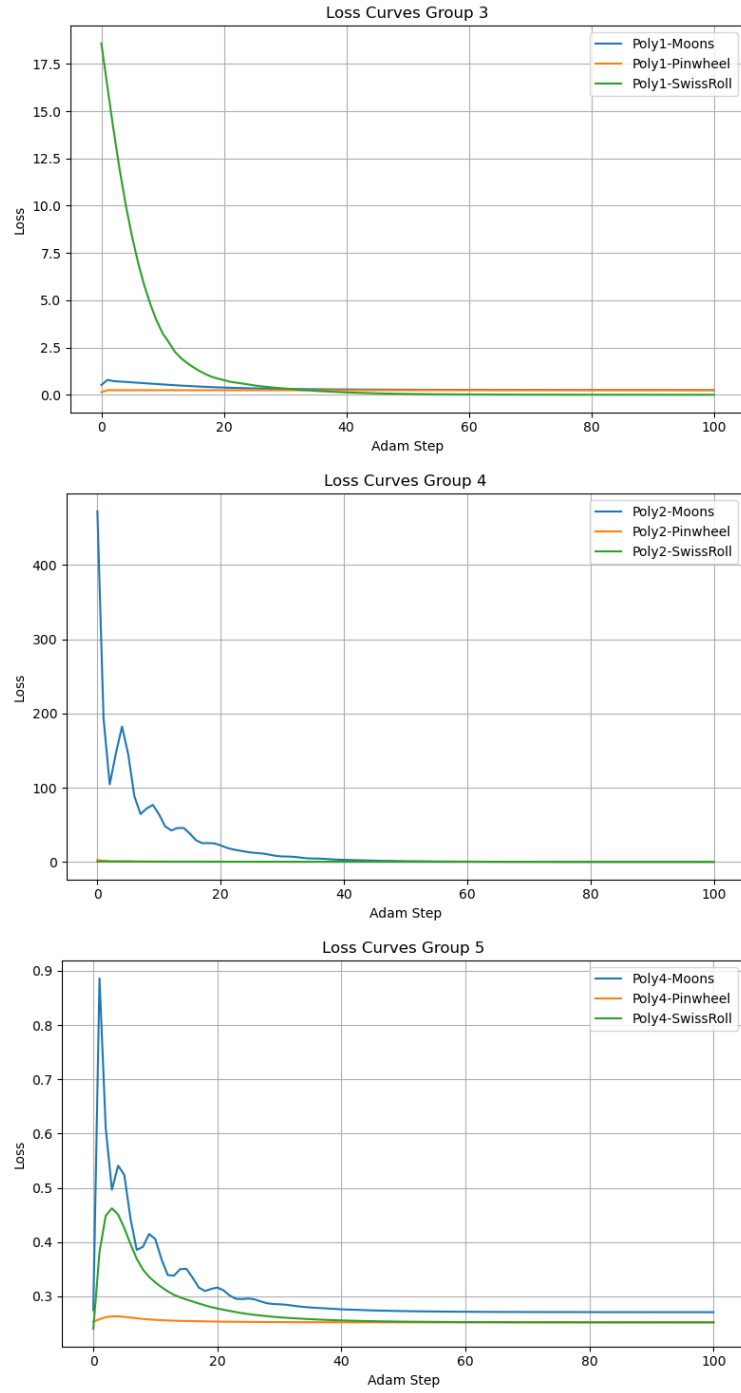 Loss Curves Group 3
Poly1-Moons
Poly1-Pinwheel
Poly1-SwissRoll
17.5
15.0
12.5
10.0
7.5
5.0
2.5
0.0
Loss
0 20 40 60 80 100
Adam Step
Loss Curves Group 4
Poly2-Moons
Poly2-Pinwheel
Poly2-SwissRoll
400
300
200
100
0
Loss
0 20 40 60 80 100
Adam Step
Loss Curves Group 5
Poly4-Moons
Poly4-Pinwheel
Poly4-SwissRoll
0.9
0.8
0.7
0.6
0.5
0.4
0.3
Loss
0 20 40 60 80 100
Adam Step